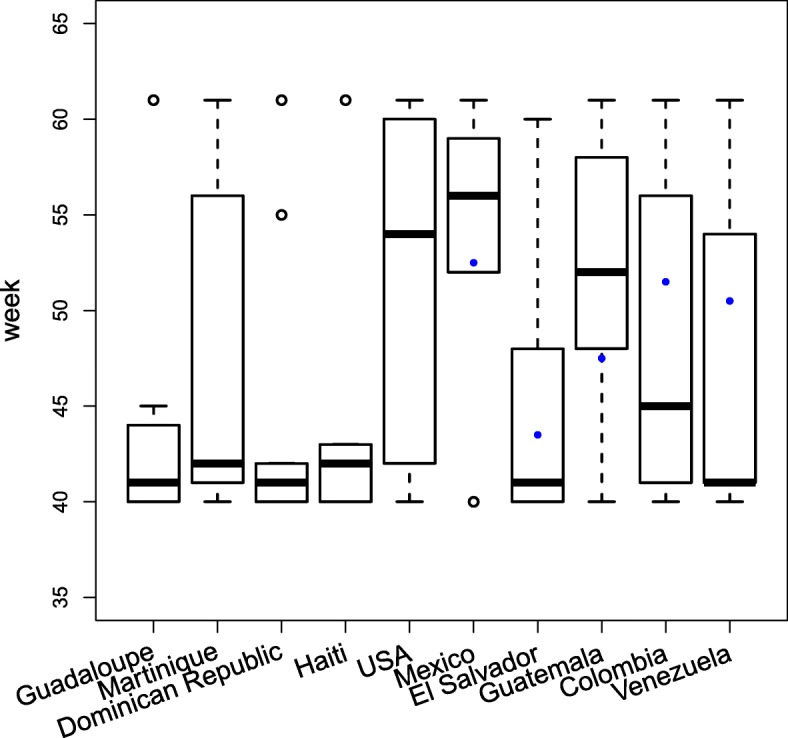 week
65
60
55
50
45
40
35
Guadaloupe
Martinique
Dominican Republic
Haiti
USA
Mexico
El Salvador
Guatemala
Colombia
Venezuela